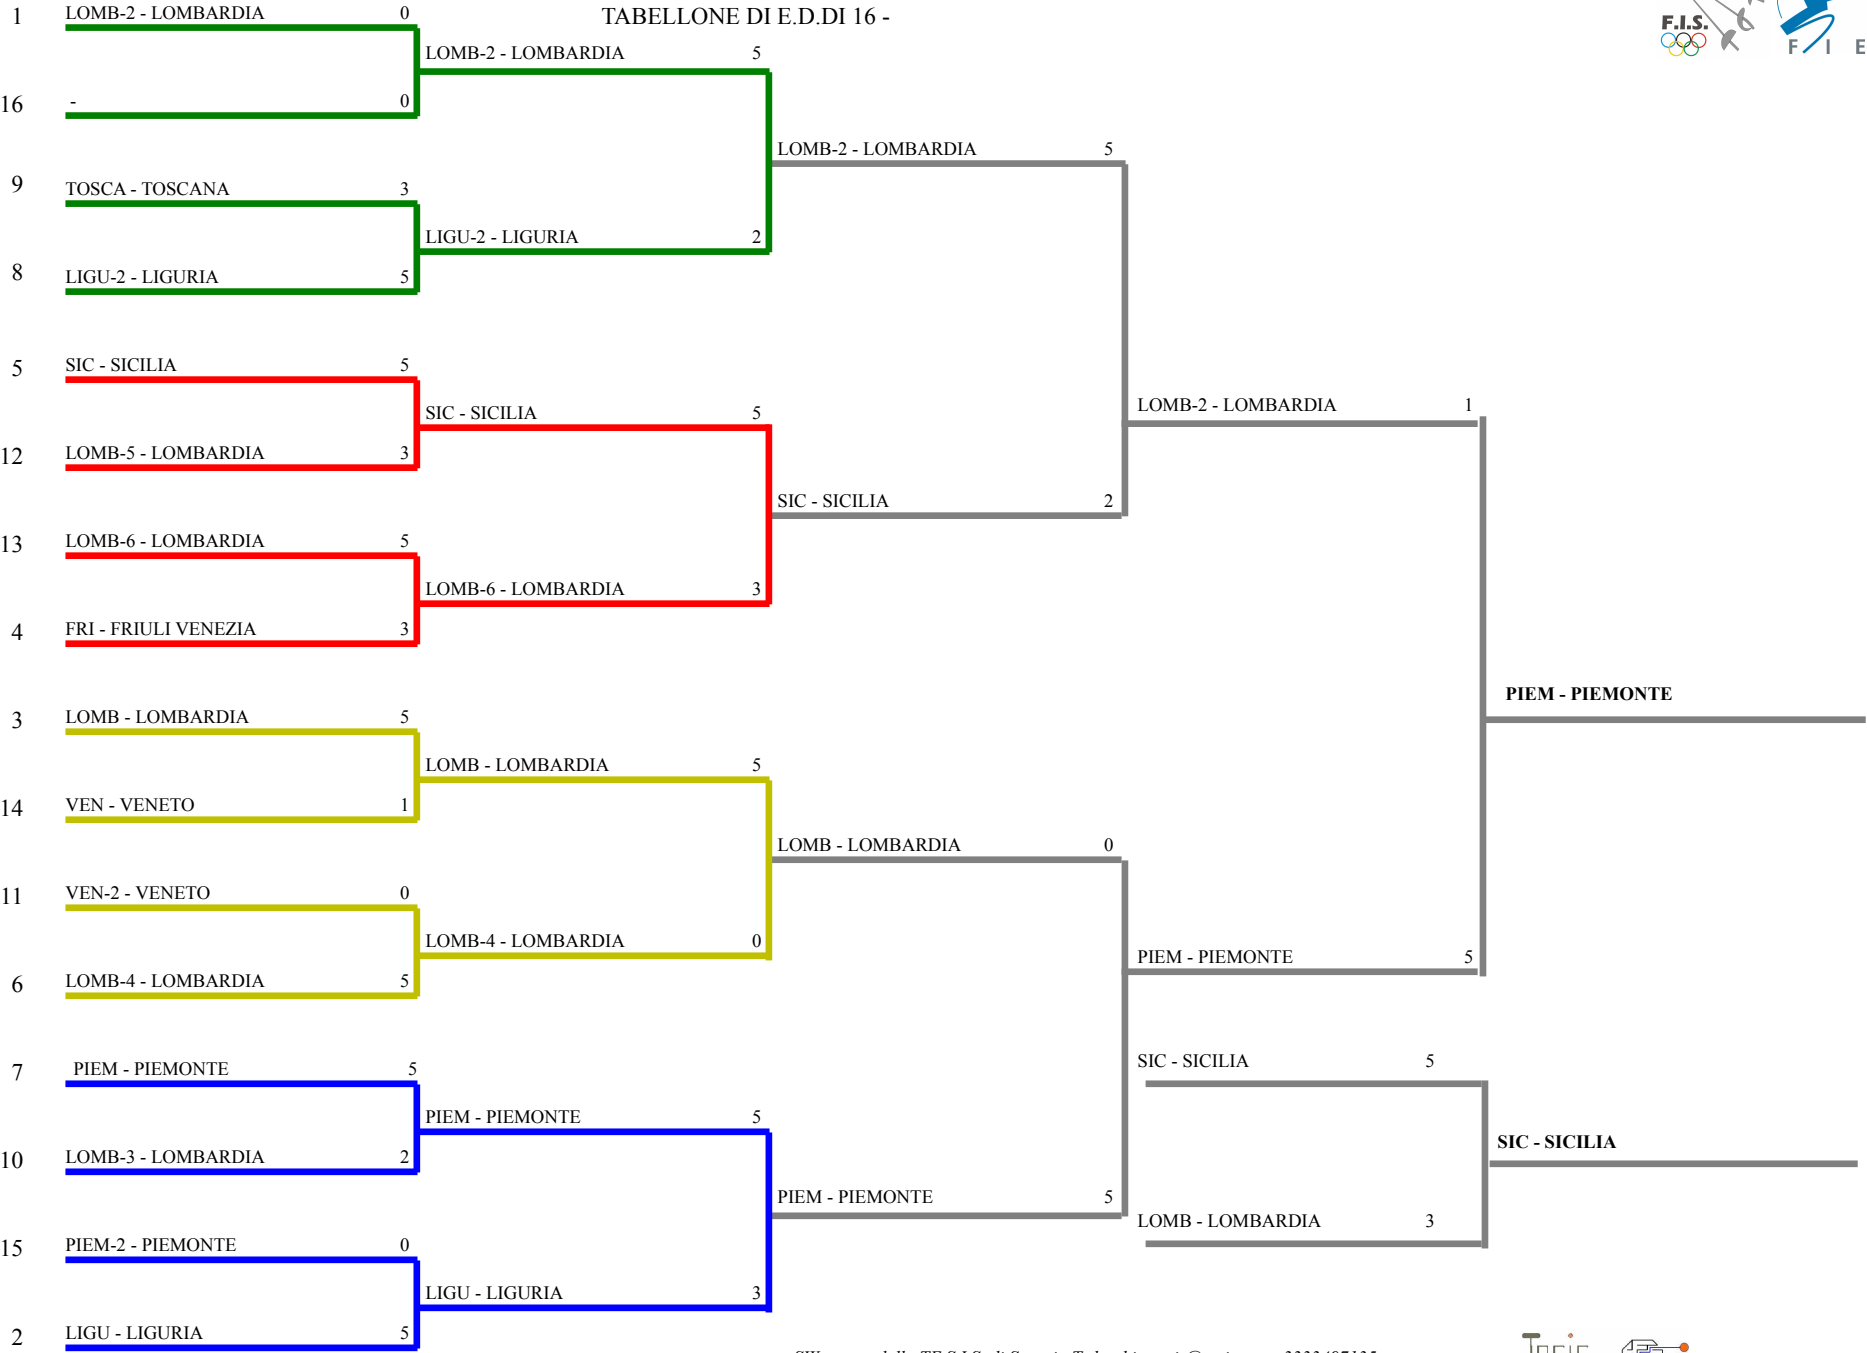 TABELLONE DI E.D.DI 16 -
F.I.S.
F I E
1 LOMB-2 - LOMBARDIA 0
16 - 0
9 TOSCA - TOSCANA 3
8 LIGU-2 - LIGURIA 5
5 SIC - SICILIA 5
12 LOMB-5 - LOMBARDIA 3
13 LOMB-6 - LOMBARDIA 5
4 FRI - FRIULI VENEZIA 3
3 LOMB - LOMBARDIA 5
14 VEN - VENETO 1
11 VEN-2 - VENETO 0
6 LOMB-4 - LOMBARDIA 5
7 PIEM - PIEMONTE 5
10 LOMB-3 - LOMBARDIA 2
15 PIEM-2 - PIEMONTE 0
2 LIGU - LIGURIA 5
LOMB-2 - LOMBARDIA 5
LIGU-2 - LIGURIA 2
SIC - SICILIA 5
LOMB-6 - LOMBARDIA 3
LOMB - LOMBARDIA 5
LOMB-4 - LOMBARDIA 0
PIEM - PIEMONTE 5
LIGU - LIGURIA 3
LOMB-2 - LOMBARDIA 5
SIC - SICILIA 2
LOMB - LOMBARDIA 0
PIEM - PIEMONTE 5
LOMB-2 - LOMBARDIA 1
PIEM - PIEMONTE 5
SIC - SICILIA 5
LOMB - LOMBARDIA 3
PIEM - PIEMONTE
SIC - SICILIA